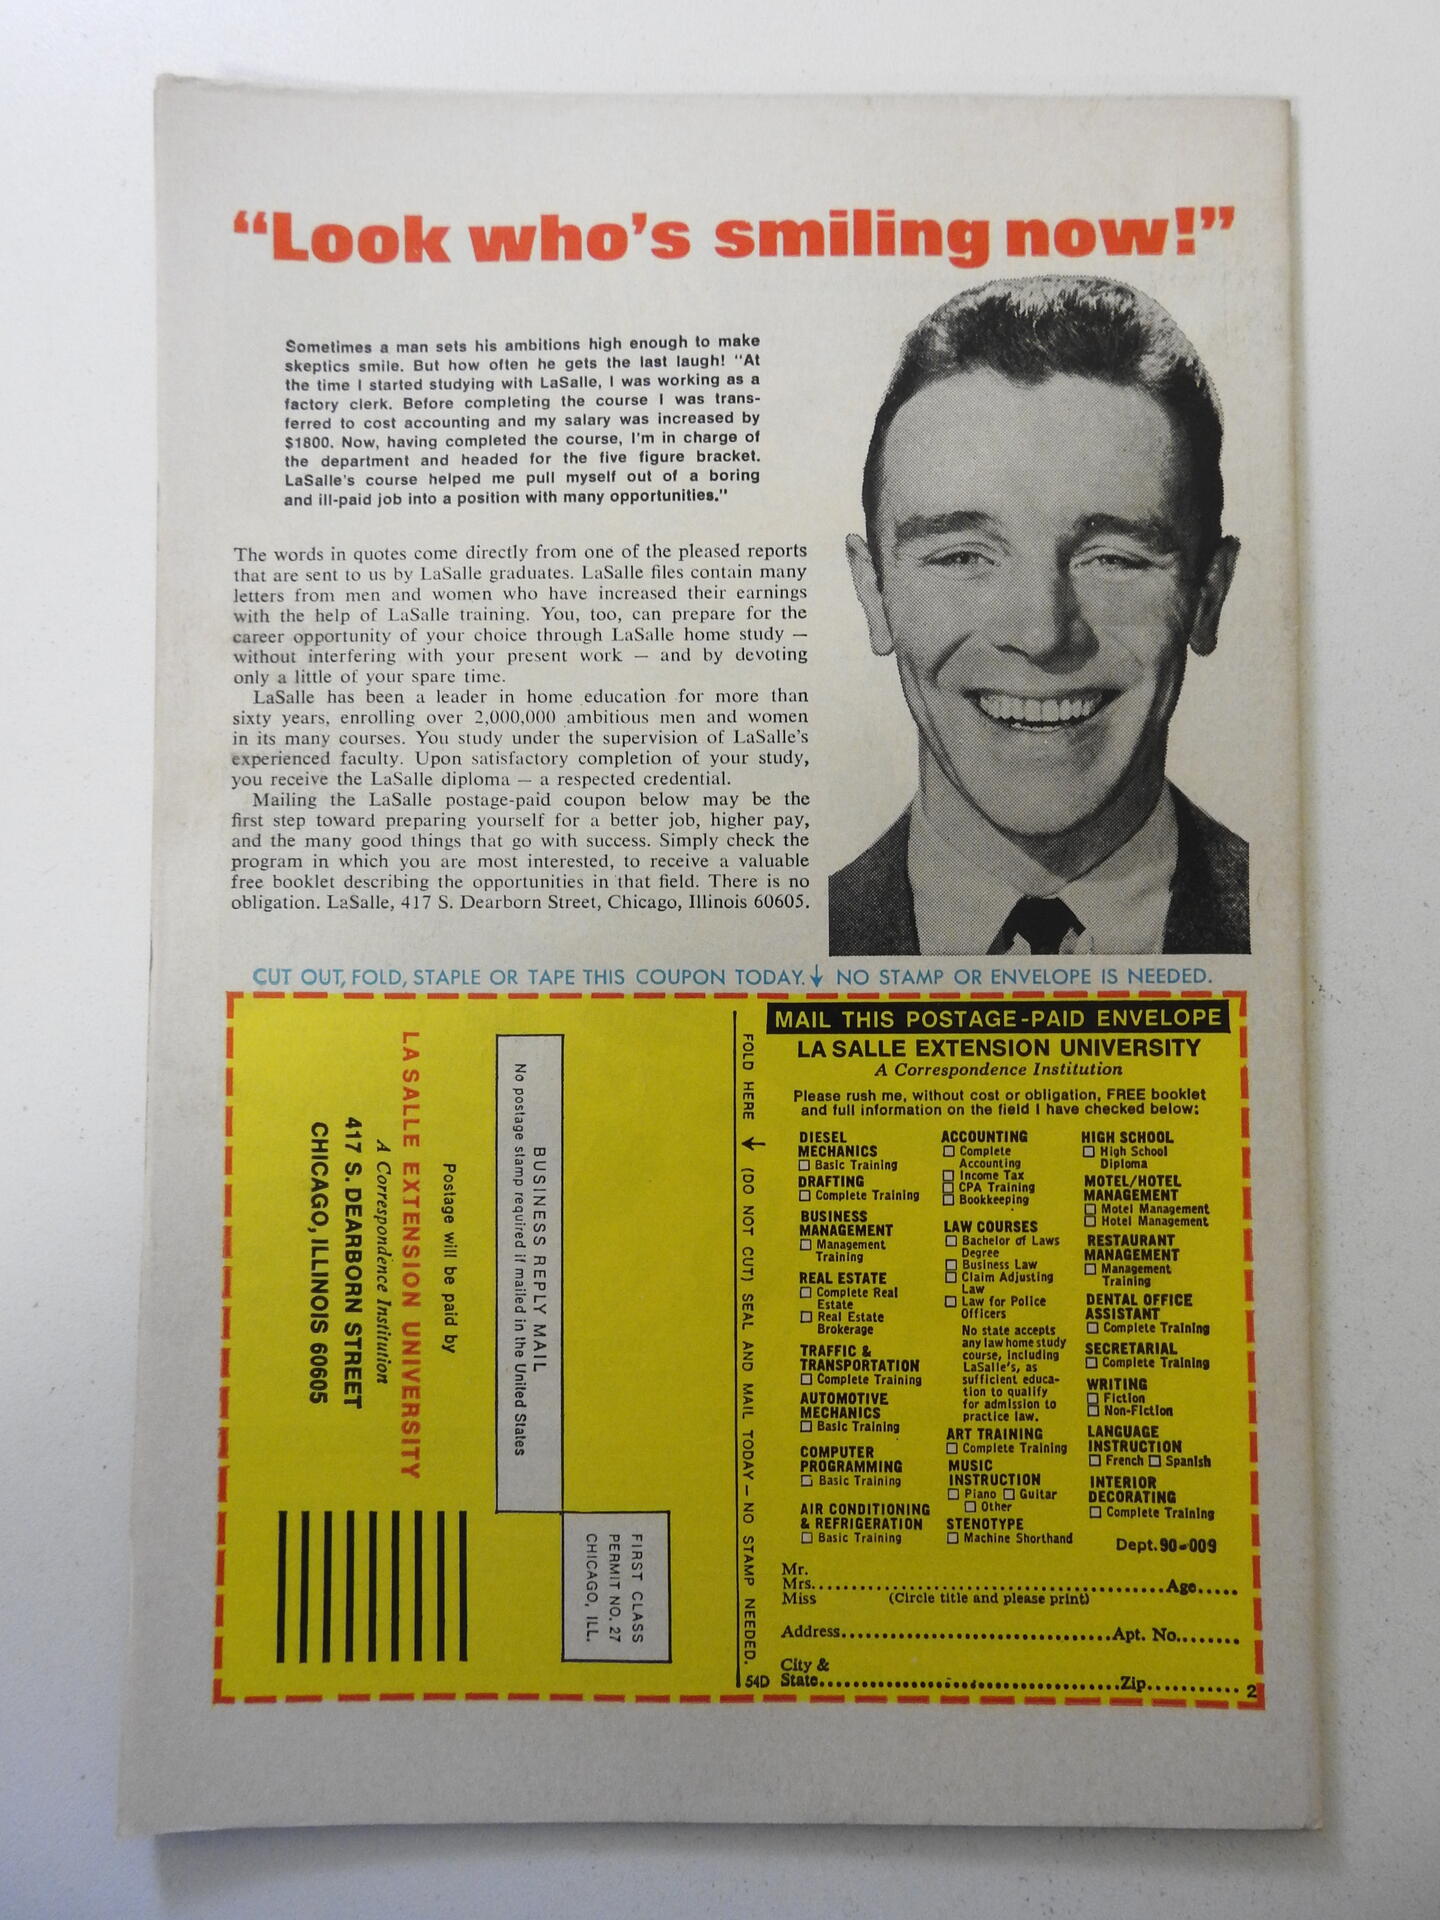 “Look who’s smiling now!”
Sometimes a man sets his ambitions high enough to make
skeptics smile. But how often he gets the last laugh! "At
the time I started studying with LaSalle, I was working as a
factory clerk. Before completing the course I was trans-
ferred to cost accounting and my salary was increased by
$1800. Now, having completed the course, I'm in charge of
the department and headed for the five figure bracket.
LaSalle's course helped me pull myself out of a boring
and ill-paid job into a position with many opportunities."
The words in quotes come directly from one of the pleased reports
that are sent to us by LaSalle graduates. LaSalle files contain many
letters from men and women who have increased their earnings
with the help of LaSalle training. You, too, can prepare for the
career opportunity of your choice through LaSalle home study —
without interfering with your present work — and by devoting
only a little of your spare time.
LaSalle has been a leader in home education for more than
sixty years, enrolling over 2,000,000 ambitious men and women
in its many courses. You study under the supervision of LaSalle's
experienced faculty. Upon satisfactory completion of your study,
you receive the LaSalle diploma — a respected credential.
Mailing the LaSalle postage-paid coupon below may be the
first step toward preparing yourself for a better job, higher pay,
and the many good things that go with success. Simply check the
program in which you are most interested, to receive a valuable
free booklet describing the opportunities in that field. There is no
obligation. LaSalle, 417 S. Dearborn Street, Chicago, Illinois 60605.
CUT OUT, FOLD, STAPLE OR TAPE THIS COUPON TODAY.↓ NO STAMP OR ENVELOPE IS NEEDED.
FIRST CLASS
PERMIT NO. 27
CHICAGO, ILL.
BUSINESS REPLY MAIL
No postage stamp required if mailed in the United States
Postage will be paid by
LA SALLE EXTENSION UNIVERSITY
A Correspondence Institution
417 S. DEARBORN STREET
CHICAGO, ILLINOIS 60605
FOLD HERE ↓ (DO NOT CUT) SEAL AND MAIL TODAY — NO STAMP NEEDED.
54D
MAIL THIS POSTAGE-PAID ENVELOPE
LA SALLE EXTENSION UNIVERSITY
A Correspondence Institution
Please rush me, without cost or obligation, FREE booklet
and full information on the field I have checked below:
DIESEL
MECHANICS
☐ Basic Training
DRAFTING
☐ Complete Training
BUSINESS
MANAGEMENT
☐ Management
Training
REAL ESTATE
☐ Complete Real
Estate
☐ Real Estate
Brokerage
TRAFFIC &
TRANSPORTATION
☐ Complete Training
AUTOMOTIVE
MECHANICS
☐ Basic Training
COMPUTER
PROGRAMMING
☐ Basic Training
AIR CONDITIONING
& REFRIGERATION
☐ Basic Training
ACCOUNTING
☐ Complete
Accounting
☐ Income Tax
☐ CPA Training
☐ Bookkeeping
LAW COURSES
☐ Bachelor of Laws
Degree
☐ Business Law
☐ Claim Adjusting
Law
☐ Law for Police
Officers
No state accepts
any law home study
course, including
LaSalle's, as
sufficient educa-
tion to qualify
for admission to
practice law.
ART TRAINING
☐ Complete Training
MUSIC
INSTRUCTION
☐ Piano ☐ Guitar
☐ Other
STENOTYPE
☐ Machine Shorthand
HIGH SCHOOL
☐ High School
Diploma
MOTEL/HOTEL
MANAGEMENT
☐ Motel Management
☐ Hotel Management
RESTAURANT
MANAGEMENT
☐ Management
Training
DENTAL OFFICE
ASSISTANT
☐ Complete Training
SECRETARIAL
☐ Complete Training
WRITING
☐ Fiction
☐ Non-Fiction
LANGUAGE
INSTRUCTION
☐ French ☐ Spanish
INTERIOR
DECORATING
☐ Complete Training
Dept. 90-009
Mr.
Mrs. Age
Miss (Circle title and please print)
Address Apt. No.
City &
State Zip
2